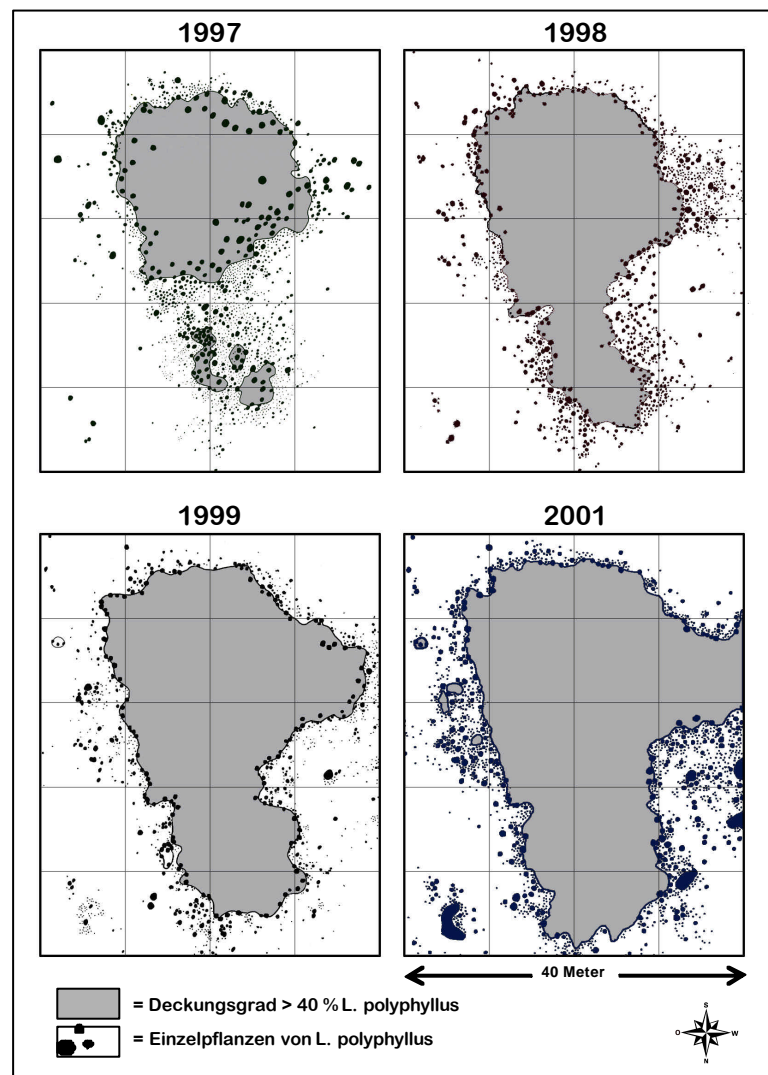 1997
1998
1999
2001
40 Meter
= Deckungsgrad > 40 % L. polyphyllus
= Einzelpflanzen von L. polyphyllus
S
O W
N